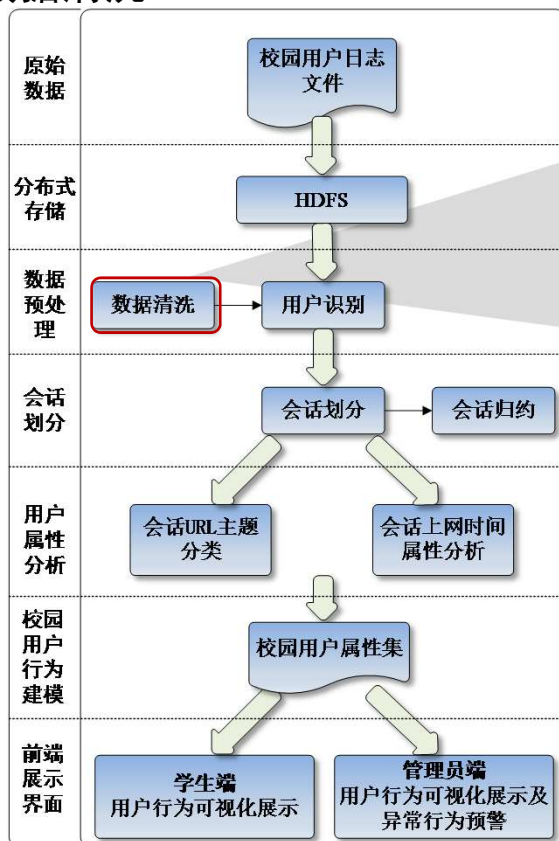 原始
数据
校园用户日志
文件
分布式
存储
HDFS
数据
预处
理
数据清洗
用户识别
会话
划分
会话划分
会话归约
用户
属性
分析
会话URL主题
分类
会话上网时间
属性分析
校园
用户
行为
建模
校园用户属性集
前端
展示
界面
学生端
用户行为可视化展示
管理员端
用户行为可视化展示及
异常行为预警